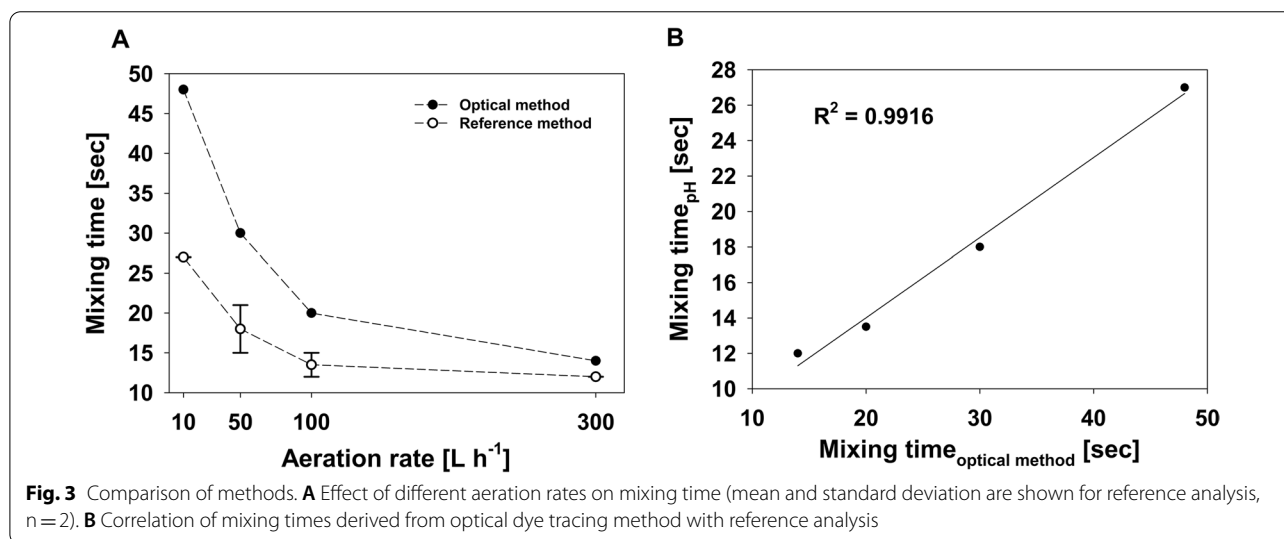 A
50
45
40
35
30
25
20
15
10
Mixing time [sec]
Optical method
Reference method
10 50 100 300
Aeration rate [L h⁻¹]
B
28
26
24
22
20
18
16
14
12
10
Mixing time pH [sec]
R² = 0.9916
10 20 30 40 50
Mixing time optical method [sec]
Fig. 3 Comparison of methods. A Effect of different aeration rates on mixing time (mean and standard deviation are shown for reference analysis,
n = 2). B Correlation of mixing times derived from optical dye tracing method with reference analysis